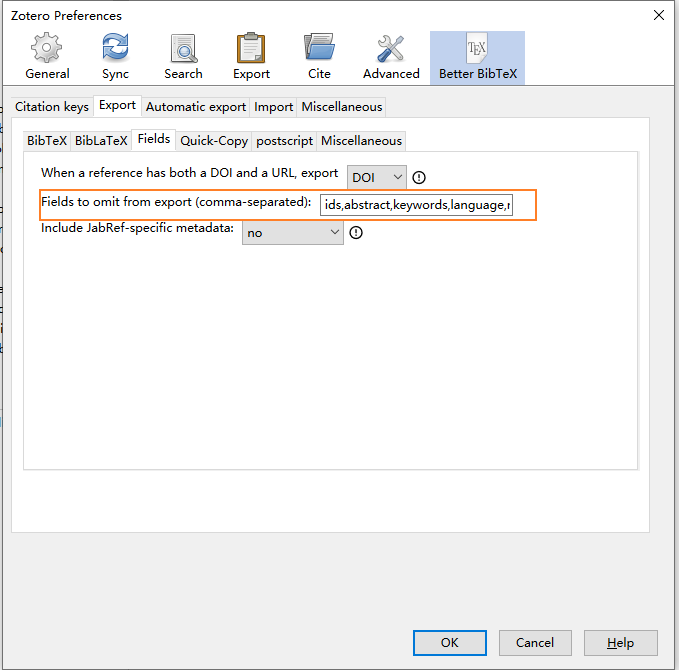 Zotero Preferences
General Sync Search Export Cite Advanced Better BibTeX
Citation keys Export Automatic export Import Miscellaneous
BibTeX BibLaTeX Fields Quick-Copy postscript Miscellaneous
When a reference has both a DOI and a URL, export DOI
Fields to omit from export (comma-separated): ids,abstract,keywords,language,
Include JabRef-specific metadata: no
OK Cancel Help